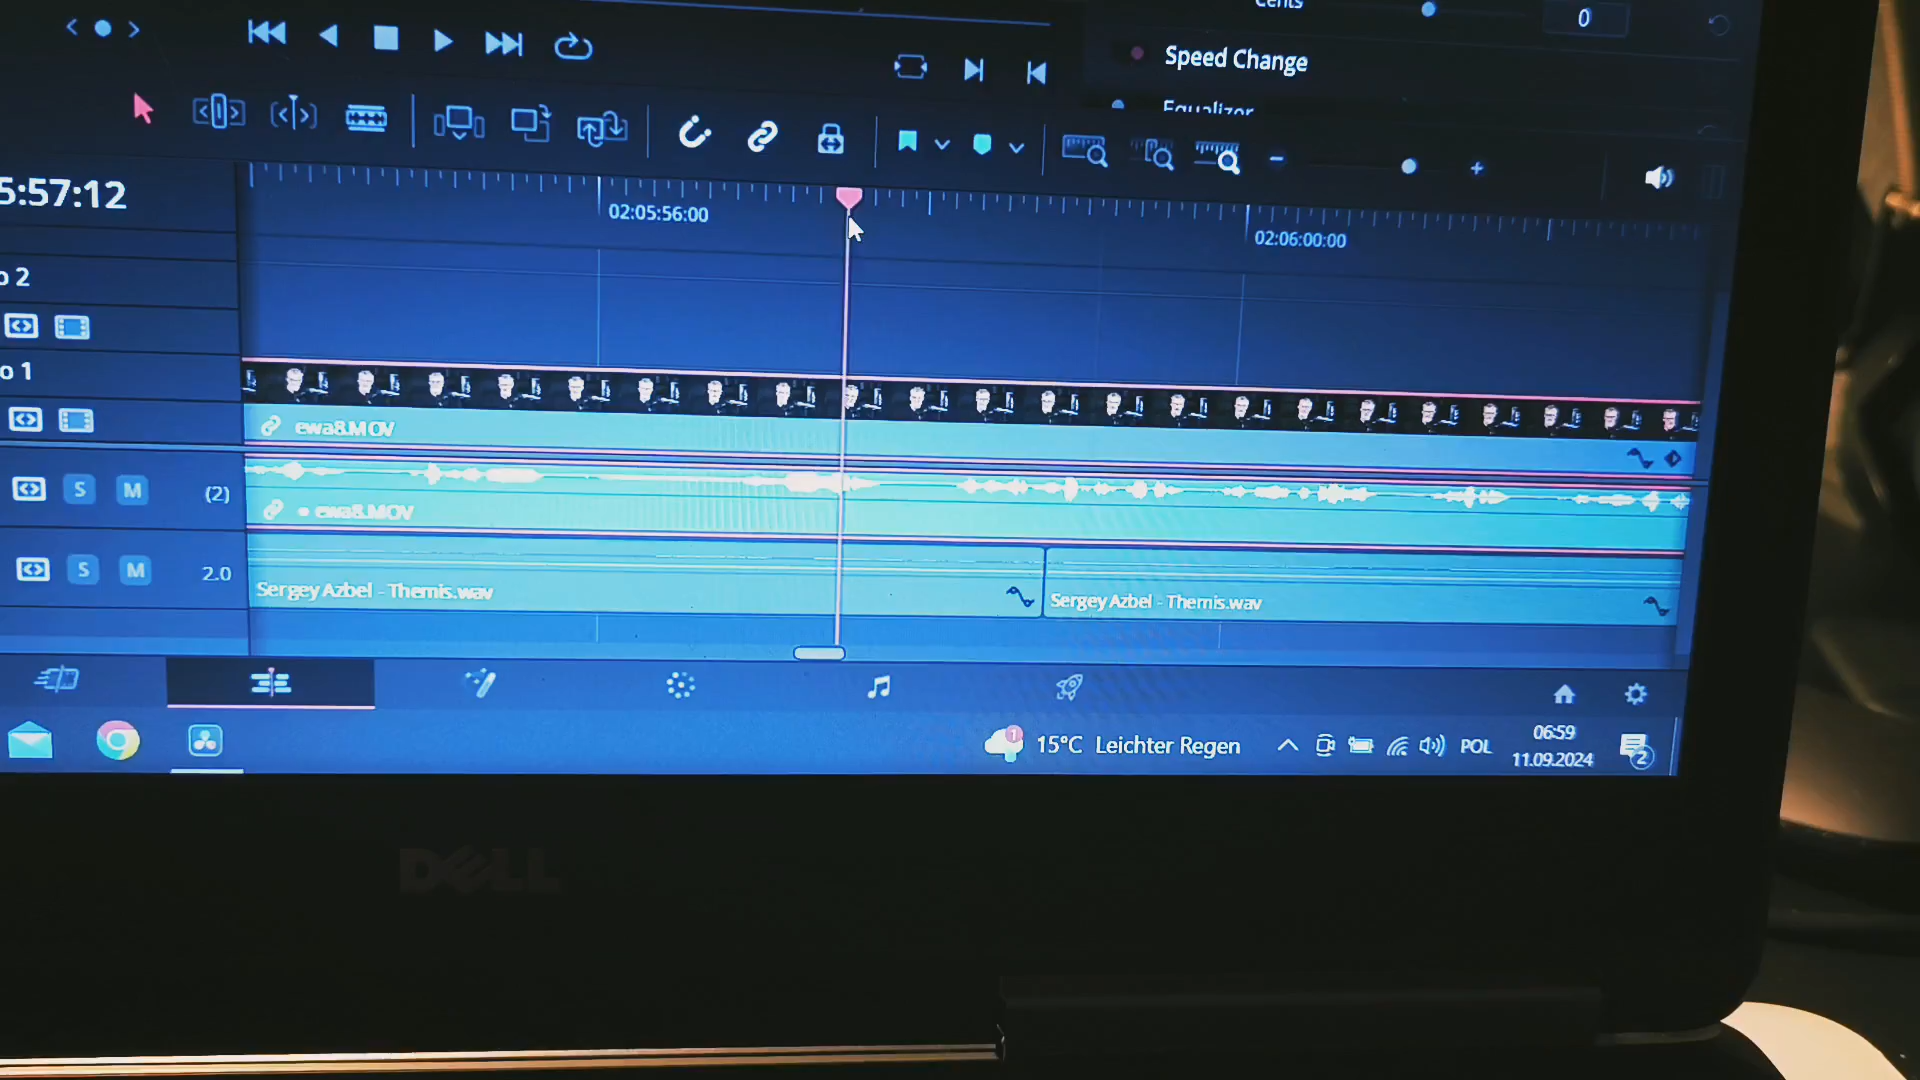 Cents
0
Speed Change
Equalizer
5:57:12
02:05:56:00
02:06:00:00
o 2
o 1
ewa8.MOV
S M (2)
ewa8.MOV
S M 2.0
Sergey Azbel - Themis.wav
Sergey Azbel - Themis.wav
1
15°C Leichter Regen
POL
06:59
11.09.2024
2
DELL